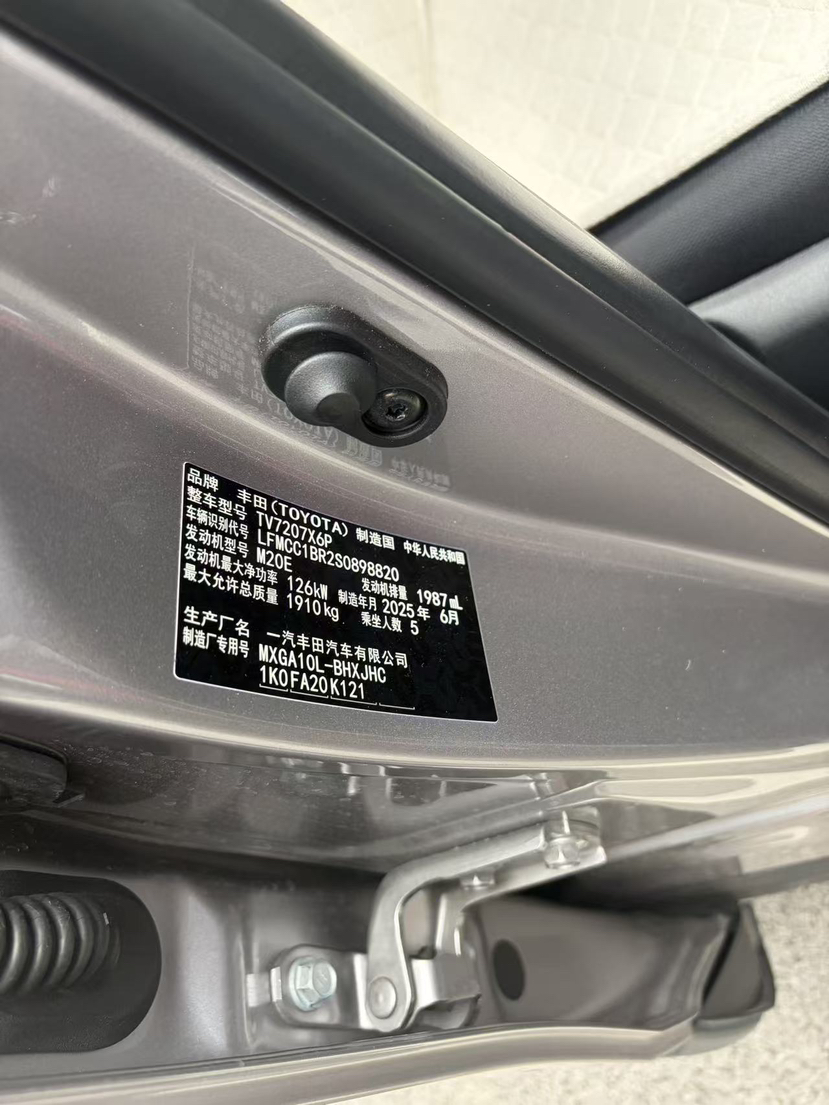 品牌 丰田(TOYOTA) 制造国 中华人民共和国
整车型号 TV7207X6P
车辆识别代号 LFMCC1BR2S0898820
发动机型号 M20E 发动机排量 1987mL
发动机最大净功率 126kW 制造年月 2025年 6月
最大允许总质量 1910kg 乘坐人数 5
生产厂名 一汽丰田汽车有限公司
制造厂专用号 MXGA10L-BHXJHC
1K0FA20K121